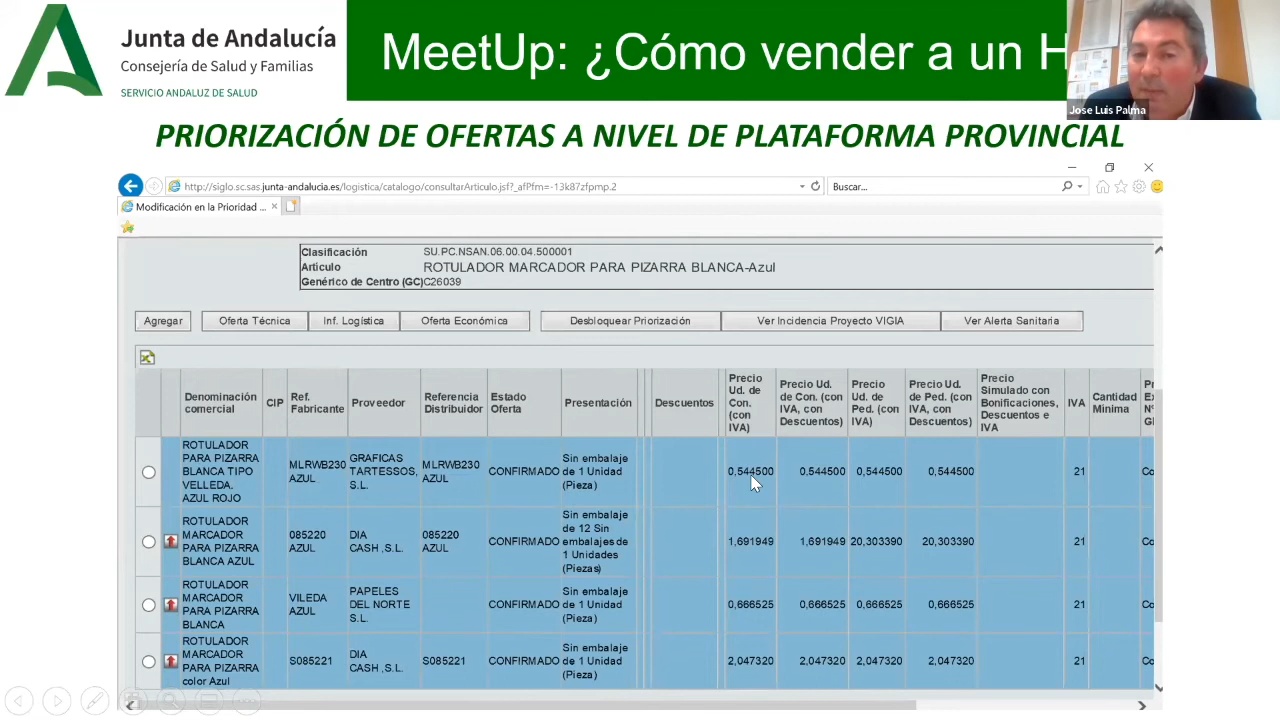 Junta de Andalucía
Consejería de Salud y Familias
SERVICIO ANDALUZ DE SALUD
MeetUp: ¿Cómo vender a un H
Jose Luis Palma
PRIORIZACIÓN DE OFERTAS A NIVEL DE PLATAFORMA PROVINCIAL
http://siglo.sc.sas.junta-andalucia.es/logistica/catalogo/consultarArticulo.jsf?_afPfm=-13k87zfpmp.2
Buscar...
Modificación en la Prioridad ...
Clasificación SU.PC.NSAN.06.00.04.500001
Artículo ROTULADOR MARCADOR PARA PIZARRA BLANCA-Azul
Genérico de Centro (GC) C26039
Agregar Oferta Técnica Inf. Logística Oferta Económica Desbloquear Priorización Ver Incidencia Proyecto VIGIA Ver Alerta Sanitaria
Denominación
comercial
CIP
Ref.
Fabricante
Proveedor
Referencia
Distribuidor
Estado
Oferta
Presentación
Descuentos
Precio
Ud. de
Con.
(con
IVA)
Precio Ud.
de Con. (con
IVA, con
Descuentos)
Precio
Ud. de
Ped. (con
IVA)
Precio Ud.
de Ped. (con
IVA, con
Descuentos)
Precio
Simulado con
Bonificaciones,
Descuentos e
IVA
IVA
Cantidad
Mínima
ROTULADOR
PARA PIZARRA
BLANCA TIPO
VELLEDA.
AZUL ROJO
MLRWB230
AZUL
GRAFICAS
TARTESSOS,
S.L.
MLRWB230
AZUL
CONFIRMADO
Sin embalaje
de 1 Unidad
(Pieza)
0,544500 0,544500 0,544500 0,544500 21 Co
ROTULADOR
MARCADOR
PARA PIZARRA
BLANCA AZUL
085220
AZUL
DIA
CASH ,S.L.
085220
AZUL
CONFIRMADO
Sin embalaje
de 12 Sin
embalajes de
1 Unidades
(Piezas)
1,691949 1,691949 20,303390 20,303390 21 Co
ROTULADOR
MARCADOR
PARA PIZARRA
BLANCA
VILEDA
AZUL
PAPELES
DEL NORTE
S.L.
CONFIRMADO
Sin embalaje
de 1 Unidad
(Pieza)
0,666525 0,666525 0,666525 0,666525 21 Co
ROTULADOR
MARCADOR
PARA PIZARRA
color Azul
S085221
DIA
CASH ,S.L.
S085221
CONFIRMADO
Sin embalaje
de 1 Unidad
(Pieza)
2,047320 2,047320 2,047320 2,047320 21 Co